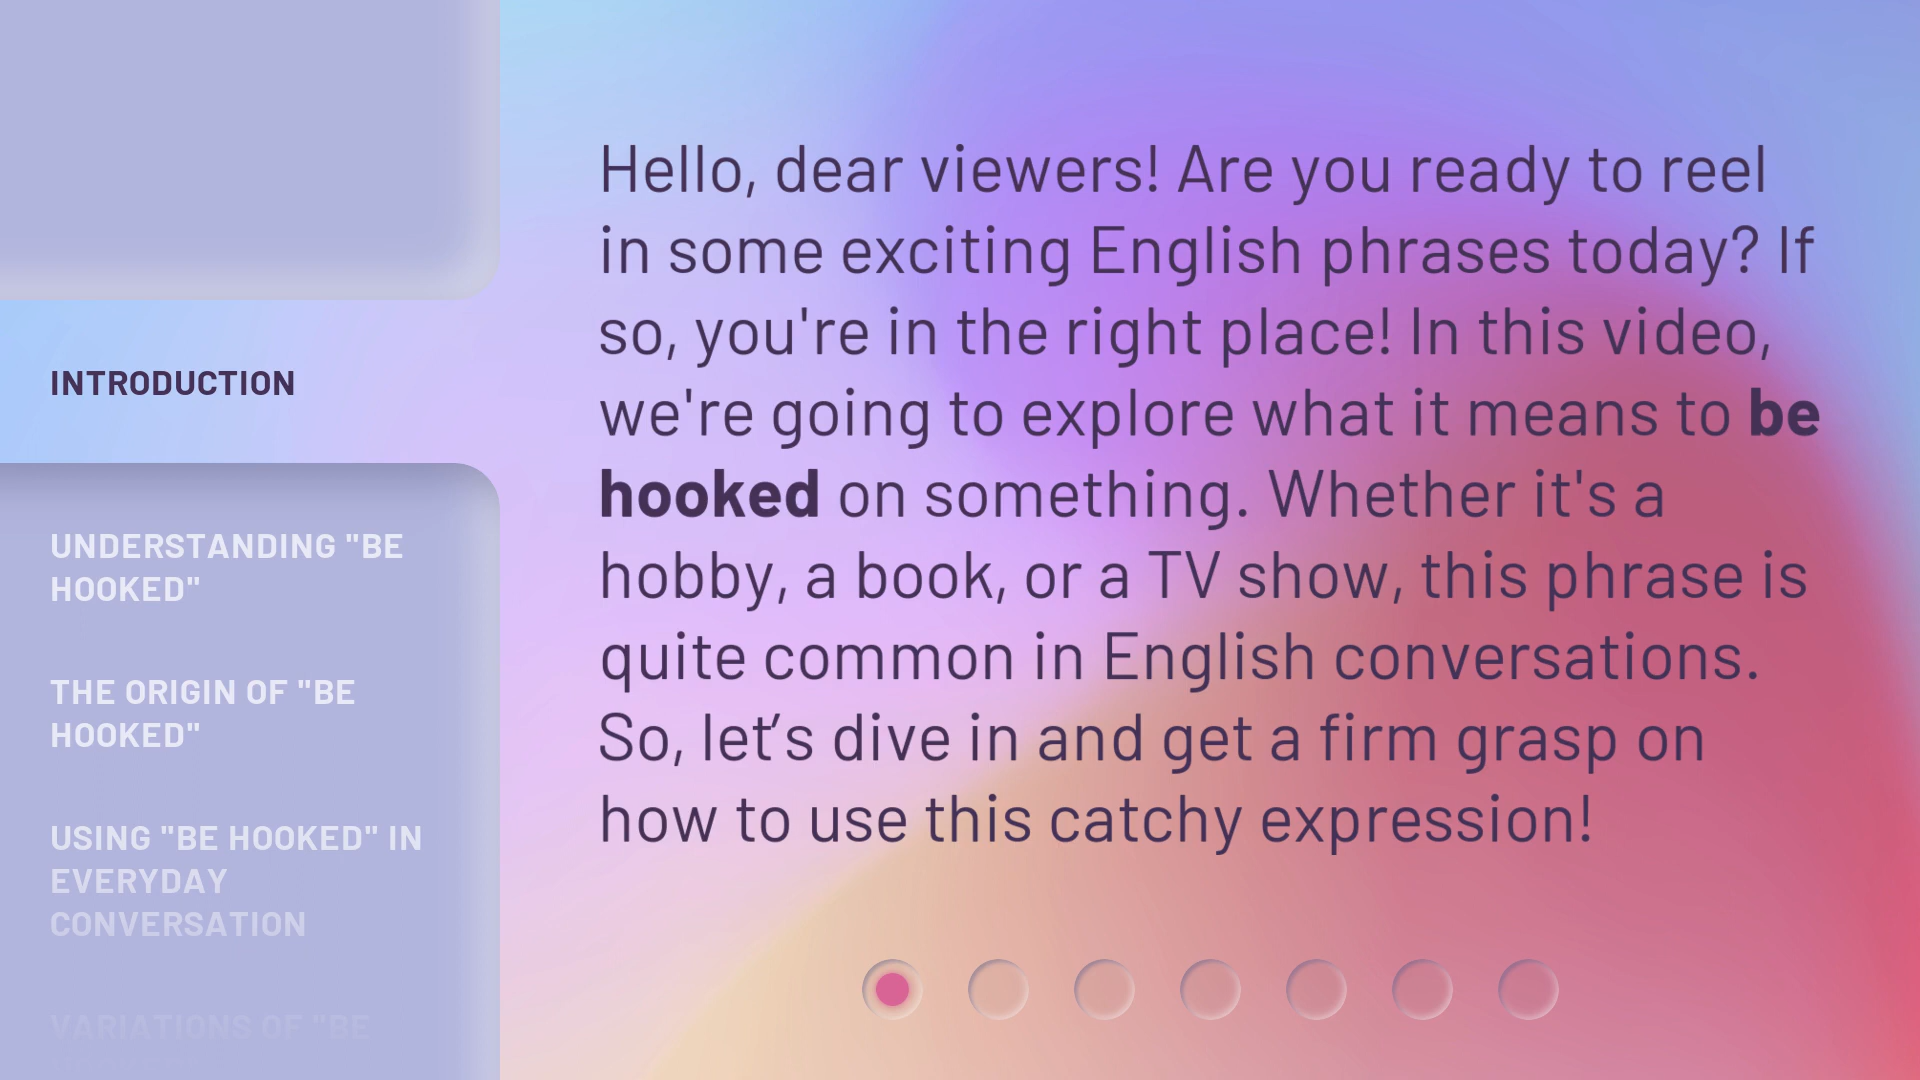 INTRODUCTION
UNDERSTANDING "BE
HOOKED"
THE ORIGIN OF "BE
HOOKED"
USING "BE HOOKED" IN
EVERYDAY
CONVERSATION
VARIATIONS OF "BE
HOOKED"
Hello, dear viewers! Are you ready to reel
in some exciting English phrases today? If
so, you're in the right place! In this video,
we're going to explore what it means to be
hooked on something. Whether it's a
hobby, a book, or a TV show, this phrase is
quite common in English conversations.
So, let’s dive in and get a firm grasp on
how to use this catchy expression!